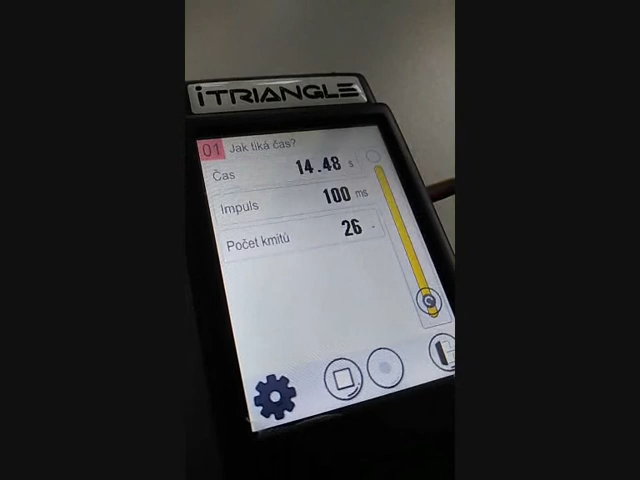 iTRIANGLE
01 Jak tiká čas?
Čas 14.48 s
Impuls 100 ms
Počet kmitů 26 -